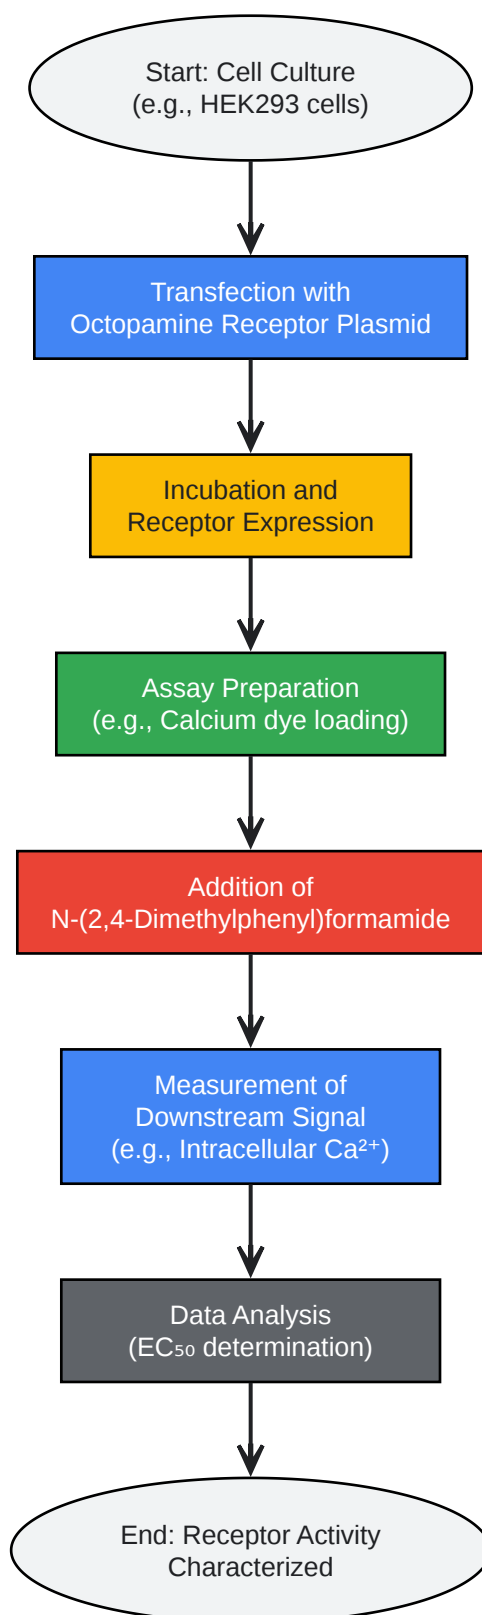 Start: Cell Culture
(e.g., HEK293 cells)
Transfection with
Octopamine Receptor Plasmid
Incubation and
Receptor Expression
Assay Preparation
(e.g., Calcium dye loading)
Addition of
N-(2,4-Dimethylphenyl)formamide
Measurement of
Downstream Signal
(e.g., Intracellular Ca²⁺)
Data Analysis
(EC₅₀ determination)
End: Receptor Activity
Characterized